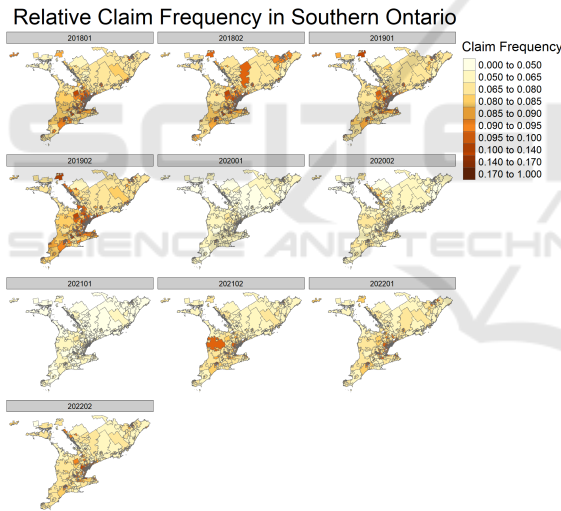 Relative Claim Frequency in Southern Ontario
201801
201802
201901
Claim Frequency
0.000 to 0.050
0.050 to 0.065
0.065 to 0.080
0.080 to 0.085
0.085 to 0.090
0.090 to 0.095
0.095 to 0.100
0.100 to 0.140
0.140 to 0.170
0.170 to 1.000
201902
202001
202002
SCIENCE AND TECHN
202101
202102
202201
202202